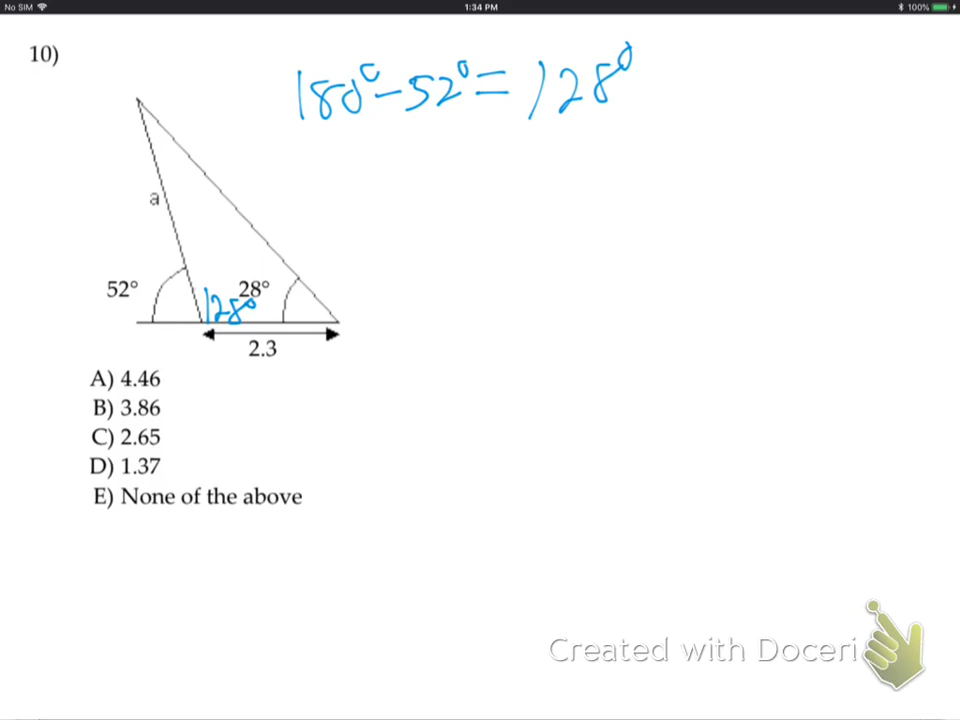 No SIM 1:34 PM 100%
10)
180° - 52° = 128°
a
52° 128° 28°
2.3
A) 4.46
B) 3.86
C) 2.65
D) 1.37
E) None of the above
Created with Doceri